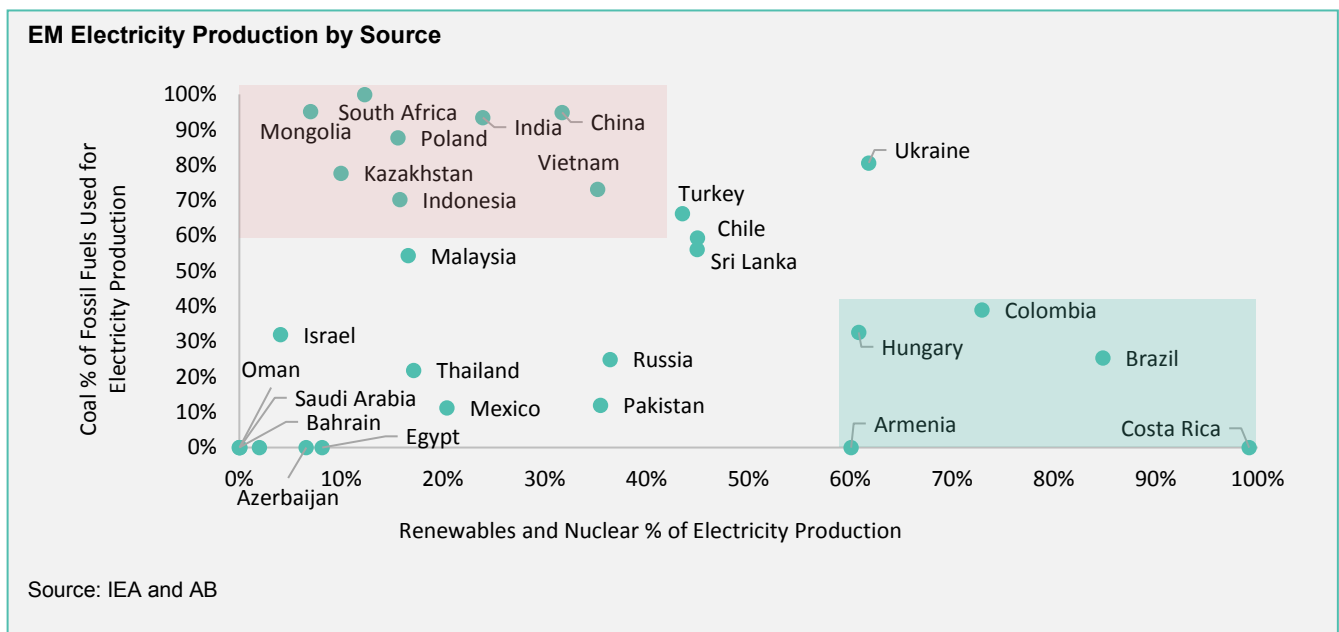 EM Electricity Production by Source
Coal % of Fossil Fuels Used for
Electricity Production
100%
90%
80%
70%
60%
50%
40%
30%
20%
10%
0%
South Africa
Mongolia
Poland
India
China
Kazakhstan
Vietnam
Indonesia
Ukraine
Turkey
Chile
Sri Lanka
Malaysia
Israel
Oman
Saudi Arabia
Bahrain
Thailand
Mexico
Egypt
Azerbaijan
Russia
Pakistan
Colombia
Hungary
Brazil
Armenia
Costa Rica
0% 10% 20% 30% 40% 50% 60% 70% 80% 90% 100%
Renewables and Nuclear % of Electricity Production
Source: IEA and AB